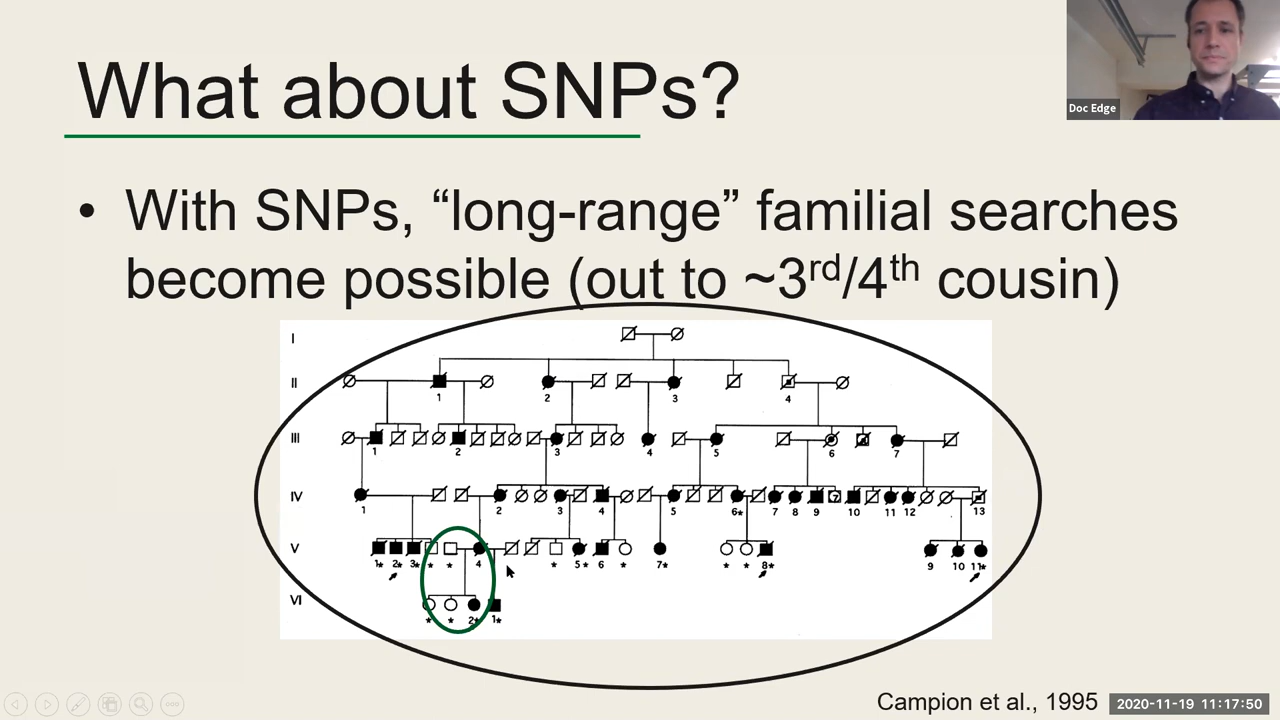 What about SNPs?
Doc Edge
• With SNPs, “long-range” familial searches
become possible (out to ~3rd/4th cousin)
I
II
1 2 3 4
III
1 2 3 4 5 6 7
IV
1 2 3 4 5 6* 7 8 9 10 11 12 13
V
1* 2* 3* * * 4 * 5* 6 * 7* * * 8* 9 10 11*
VI
* * 2* 1*
Campion et al., 1995
2020-11-19 11:17:50